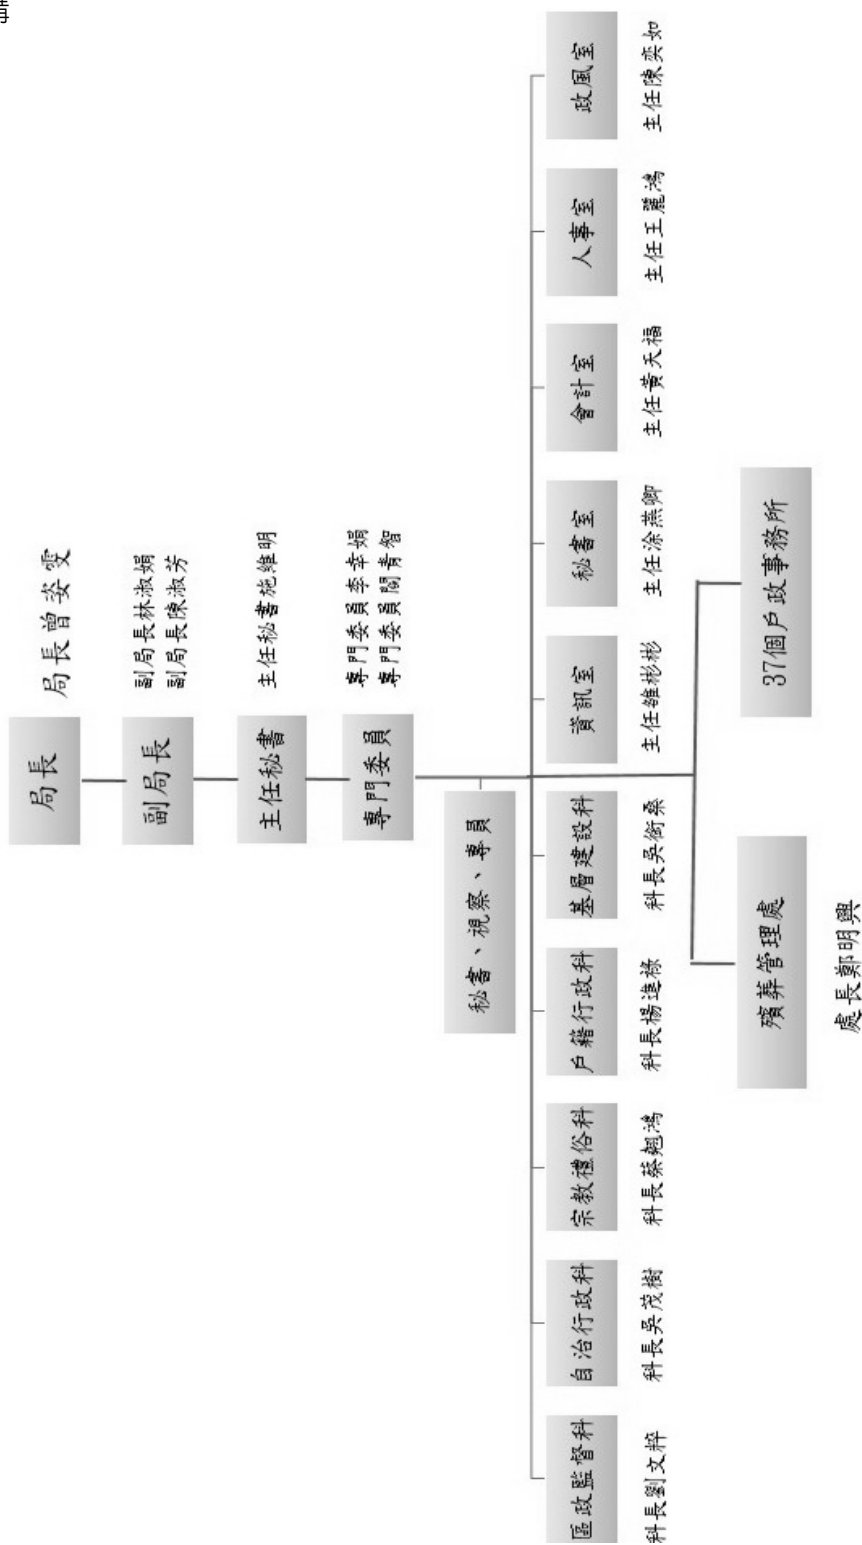 構
局長
局長曾姿雯
副局長
副局長林淑娟
副局長陳淑芳
主任秘書
主任秘書施維明
專門委員
專門委員李幸娟
專門委員閻青智
秘書、視察、專員
區政監督科
自治行政科
宗教禮俗科
戶籍行政科
基層建設科
資訊室
秘書室
會計室
人事室
政風室
科長劉文粹
科長吳茂樹
科長蔡翹鴻
科長楊進祿
科長吳銜桑
主任雒彬彬
主任涂燕卿
主任黃天福
主任王麗鴻
主任陳奕如
殯葬管理處
37個戶政事務所
處長鄭明興